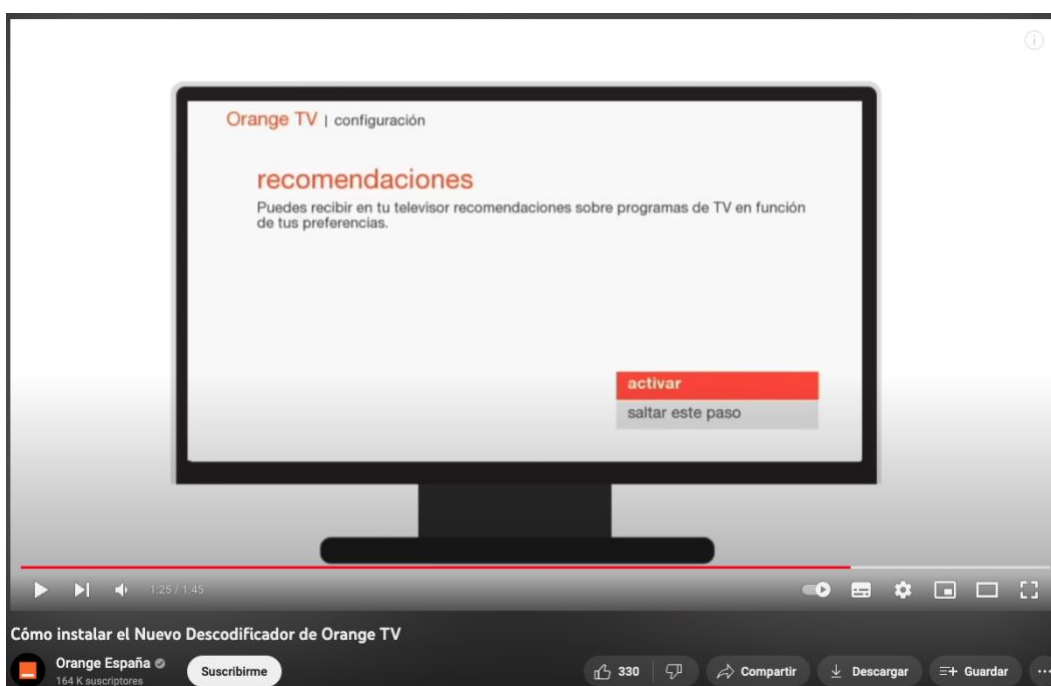 Orange TV | configuración
recomendaciones
Puedes recibir en tu televisor recomendaciones sobre programas de TV en función
de tus preferencias.
activar
saltar este paso
1:25 / 1:45
Cómo instalar el Nuevo Descodificador de Orange TV
Orange España
164 K suscriptores
Suscribirme
330
Compartir
Descargar
Guardar